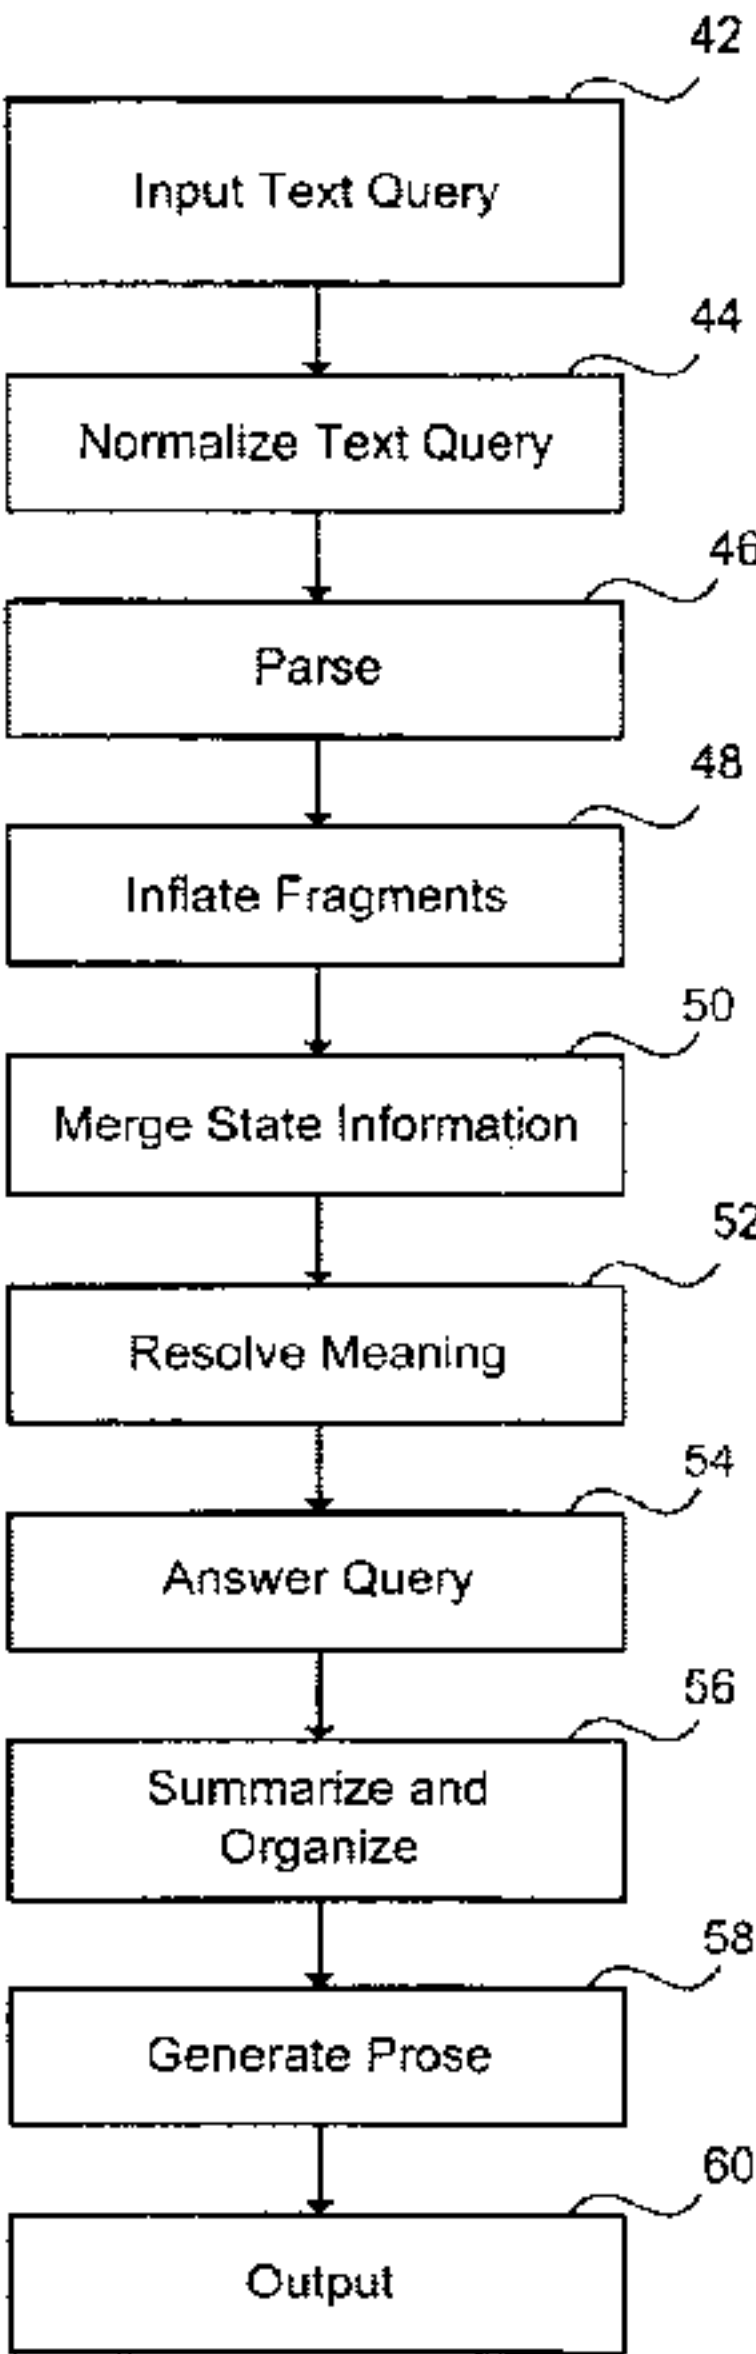 42
Input Text Query
44
Normalize Text Query
46
Parse
48
Inflate Fragments
50
Merge State Information
52
Resolve Meaning
54
Answer Query
56
Summarize and
Organize
58
Generate Prose
60
Output